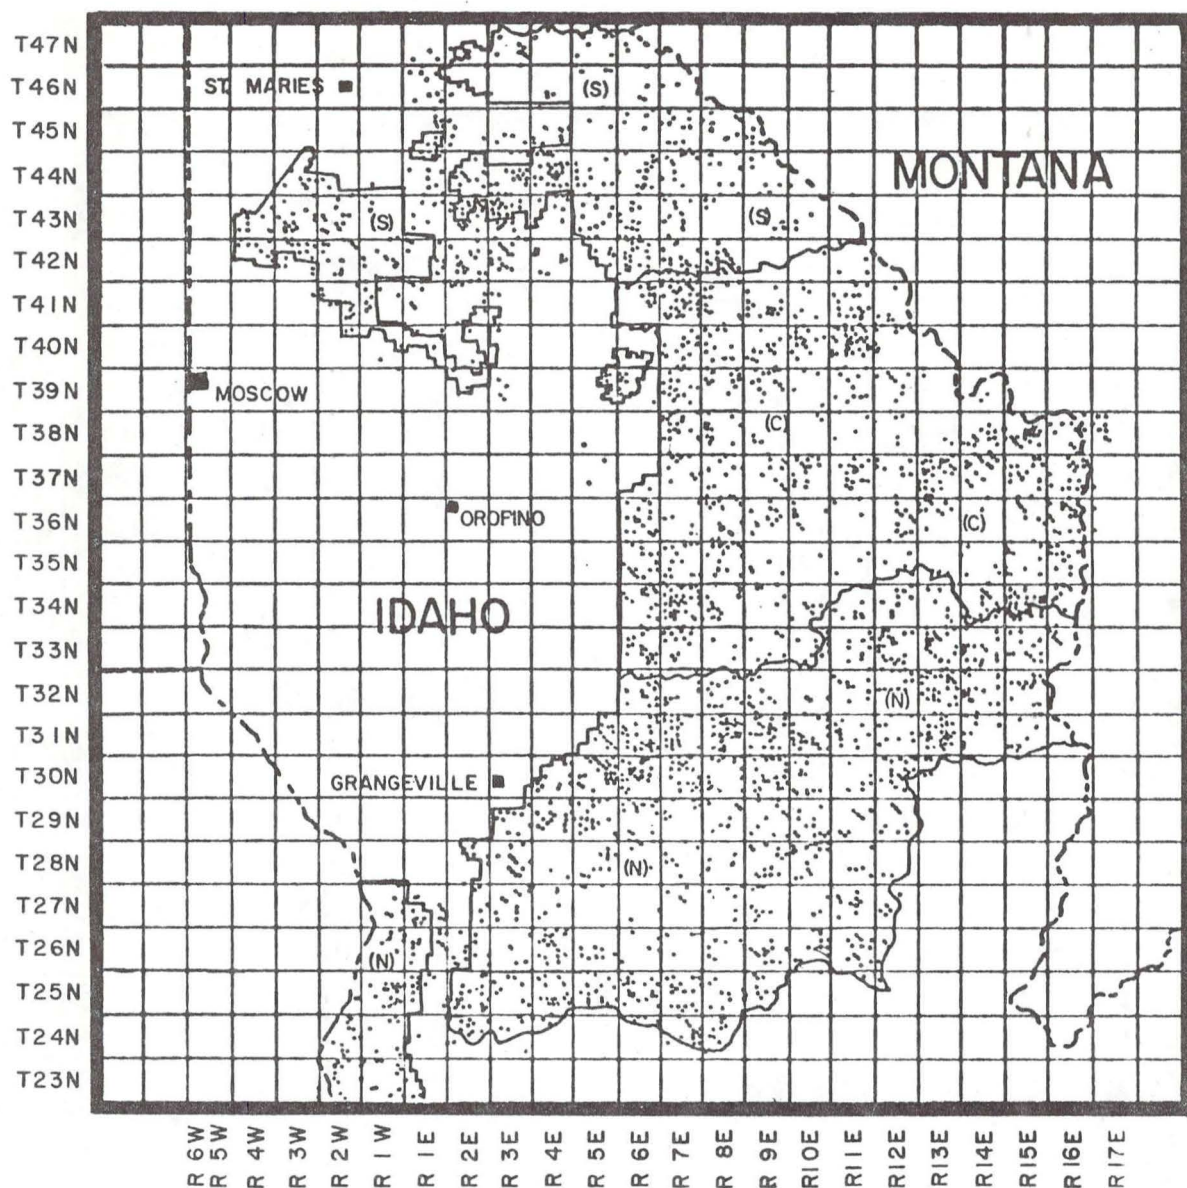 T47N
T46N
ST. MARIES
(S)
T45N
T44N
MONTANA
T43N
(S)
(S)
T42N
T41N
T40N
T39N
MOSCOW
T38N
(C)
T37N
T36N
OROFINO
(C)
T35N
T34N
IDAHO
T33N
T32N
(N)
T31N
T30N
GRANGEVILLE
T29N
T28N
(N)
T27N
T26N
(N)
T25N
T24N
T23N
R 6W
R 5W
R 4W
R 3W
R 2W
R 1W
R 1E
R 2E
R 3E
R 4E
R 5E
R 6E
R 7E
R 8E
R 9E
R10E
R11E
R12E
R13E
R14E
R15E
R16E
R17E